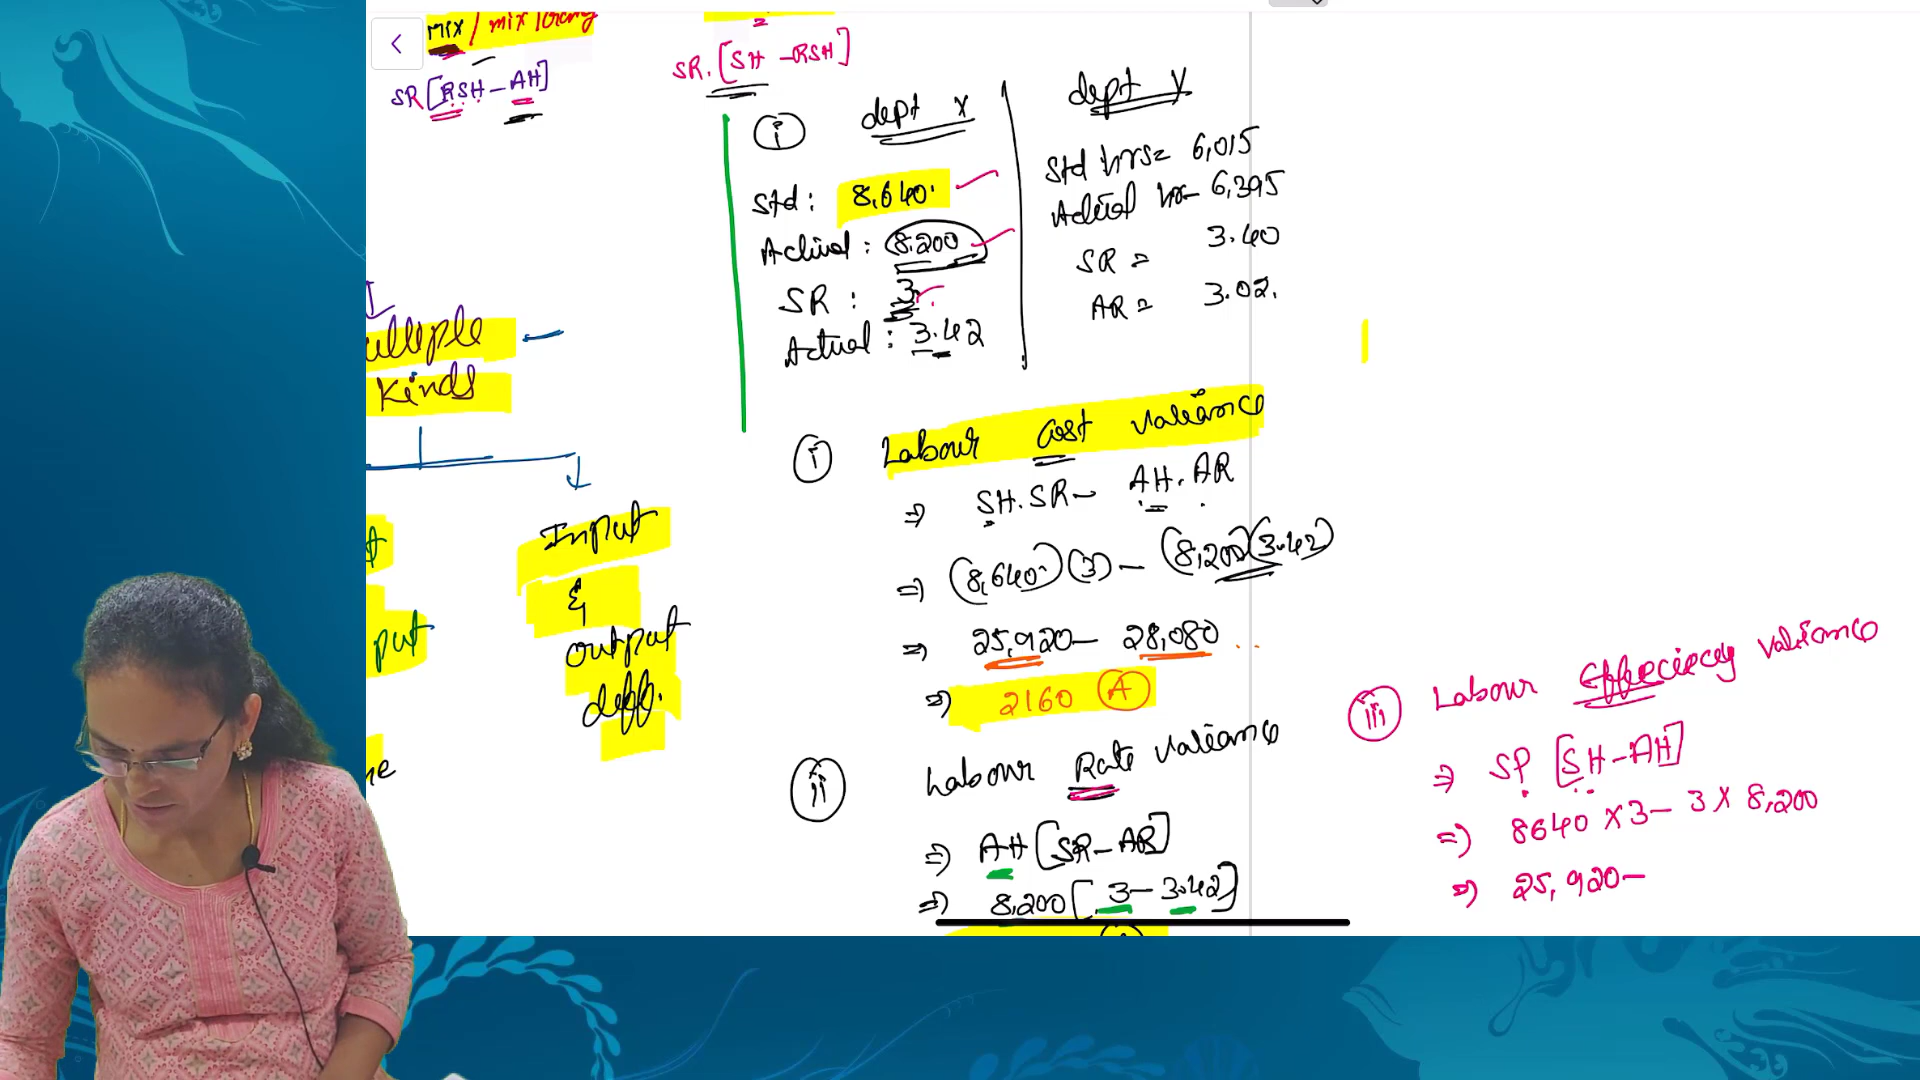 mix / mix /
SR[RSH - AH]
SR.[SH - RSH]
i dept X
Std : 8,640.
Actual : 8,200
SR : 3.
Actual : 3.42
dept Y
Std hrs= 6,015
Actual hr- 6,395
SR = 3.40
AR = 3.02.
kinds
Input
&
output
diff.
put
i Labour Cost Variance
⇒ SH.SR - AH.AR
⇒ (8,640.) (3) - (8,200)(3.42)
⇒ 25,920 - 28,080 ...
⇒ 2160 A
ii Labour Rate Variance
⇒ AH [SR - AR]
⇒ 8,200 [3 - 3.42]
iii Labour Effeciecy Variance
⇒ SR [SH - AH]
⇒ 8640 x 3 - 3 x 8,200
⇒ 25,920 -